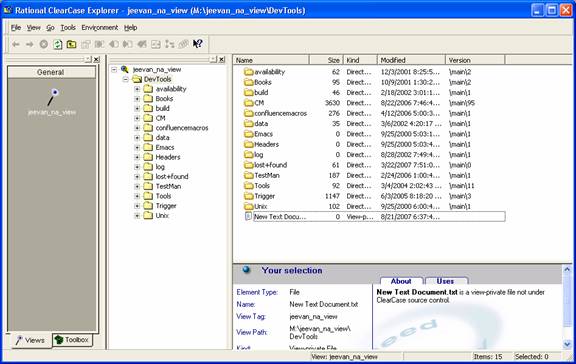 Rational ClearCase Explorer - jeevan_na_view (M:\jeevan_na_view\DevTools)
File View Go Tools Environment Help
General
jeevan_na_view
Views Toolbox
jeevan_na_view
DevTools
availability
Books
build
CM
confluencemacros
data
Emacs
Headers
log
lost+found
TestMan
Tools
Trigger
Unix
Name Size Kind Modified Version
availability 62 Direct... 12/3/2001 8:25:5... \main\2
Books 95 Direct... 10/9/2001 1:30:2... \main\2
build 46 Direct... 2/18/2002 3:01:1... \main\1
CM 3630 Direct... 8/22/2006 7:46:4... \main\95
confluencemacros 276 Direct... 4/12/2006 5:00:3... \main\1
data 35 Direct... 3/6/2002 4:20:17 ... \main\1
Emacs 0 Direct... 9/25/2000 5:03:1... \main\1
Headers 0 Direct... 9/25/2000 5:03:4... \main\1
log 0 Direct... 8/28/2002 7:49:4... \main\1
lost+found 61 Direct... 3/22/2007 7:51:5... \main\0
TestMan 187 Direct... 2/24/2006 1:00:4... \main\1
Tools 92 Direct... 3/4/2004 2:02:43 ... \main\11
Trigger 1147 Direct... 6/3/2005 8:18:20 ... \main\3
Unix 102 Direct... 9/25/2000 6:00:4... \main\1
New Text Docu... 0 View-p... 8/21/2007 6:37:4...
Your selection
About Uses
Element Type: File
Name: New Text Document.txt
View Tag: jeevan_na_view
View Path: M:\jeevan_na_view\
DevTools
Kind: View-private File
New Text Document.txt is a view-private file not under
ClearCase source control.
View: jeevan_na_view Items: 15 Selected: 0